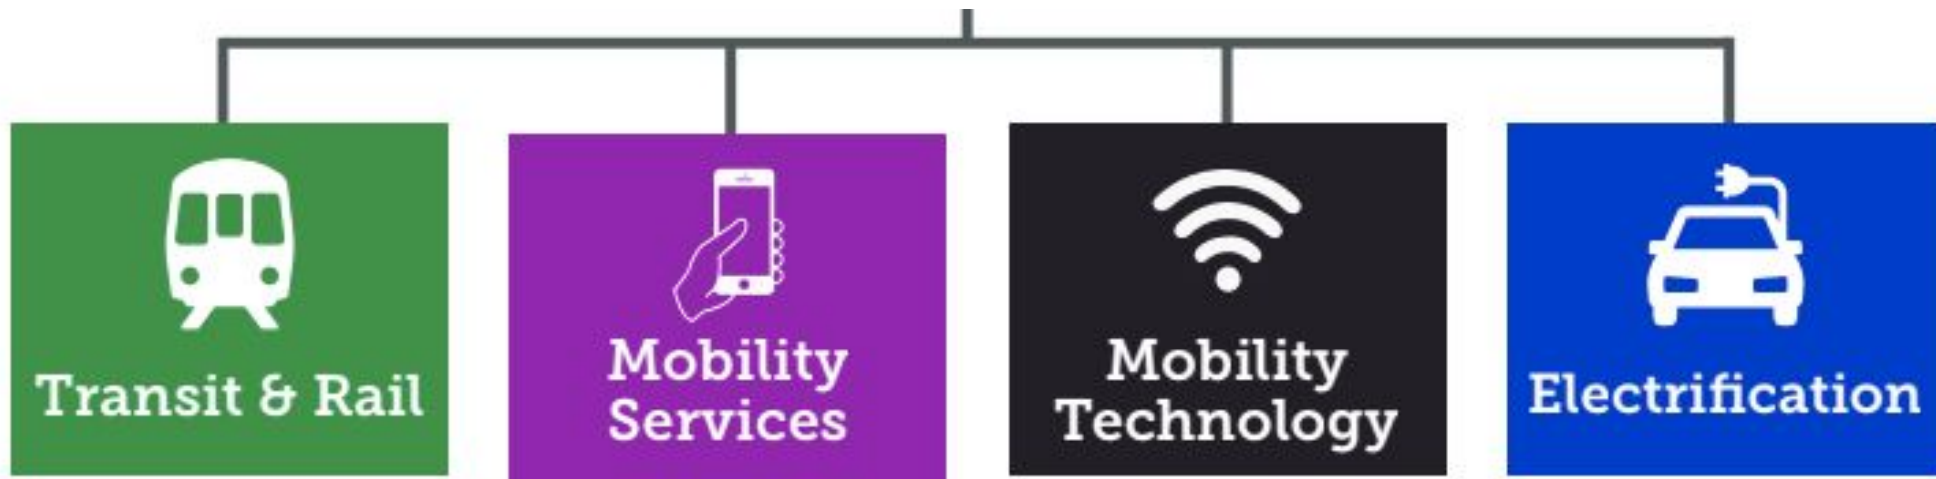 Transit & Rail
Mobility
Services
Mobility
Technology
Electrification